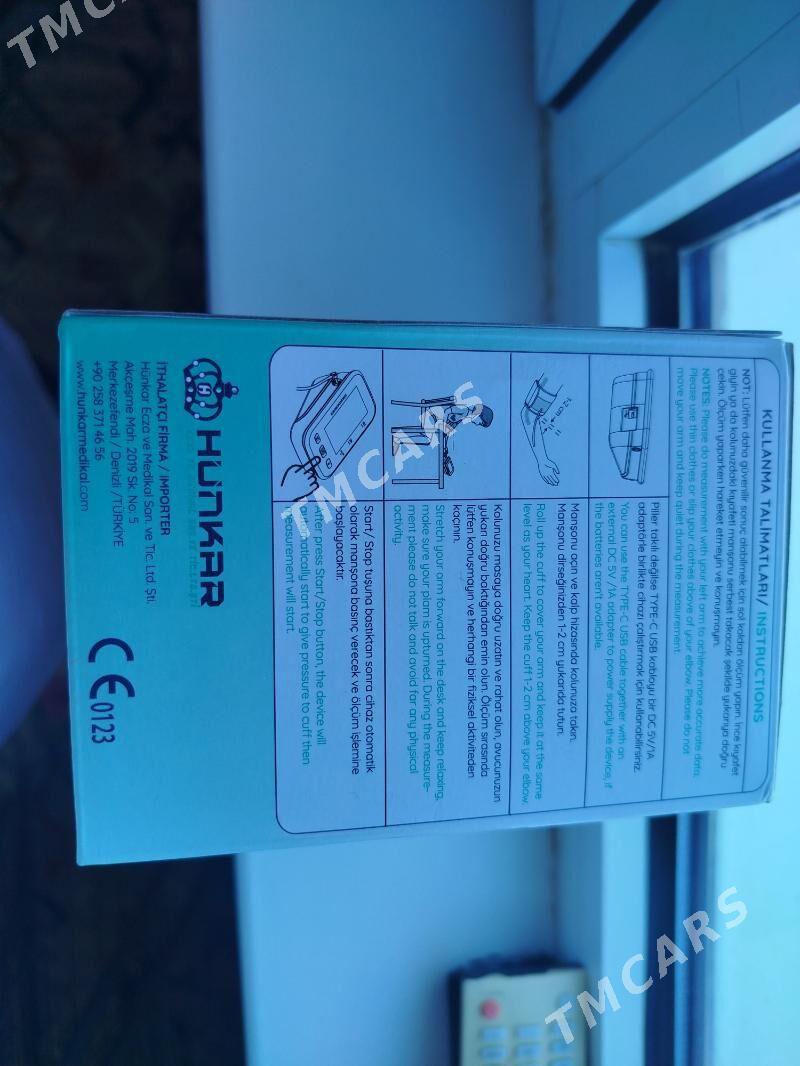 KULLANMA TALİMATLARI/ INSTRUCTIONS
NOT: Lütfen daha güvenilir sonuç alabilmek için sol koldan ölçüm yapın. İnce kıyafet
giyin ya da kolunuzdaki kıyafeti manşonu serbest takacak şekilde yukarıya doğru
çekin. Ölçüm yaparken hareket etmeyin ve konuşmayın.
NOTES: Please do measurement with your left arm to achieve more accurate data.
Please use thin clothes or slip your clothes above of your elbow. Please do not
move your arm and keep quiet during the measurement.
Piller takılı değilse TYPE-C USB kabloyu bir DC 5V/1A
adaptörle birlikte cihazı çalıştırmak için kullanabilirsiniz.
You can use the TYPE-C USB cable together with an
external DC 5V /1A adapter to power supply the device, if
the batteries aren't available.
1-2 cm
Manşonu açın ve kalp hizasında kolunuza takın.
Manşonu dirseğinizden 1-2 cm yukarıda tutun.
Roll up the cuff to cover your arm and keep it at the same
level as your heart. Keep the cuff 1-2 cm above your elbow.
Kolunuzu masaya doğru uzatın ve rahat olun, avucunuzun
yukarı doğru baktığından emin olun. Ölçüm sırasında
lütfen konuşmayın ve herhangi bir fiziksel aktiviteden
kaçının.
Stretch your arm forward on the desk and keep relaxing,
make sure your plam is upturned. During the measure-
ment please do not talk and avoid for any physical
activity.
Start/ Stop tuşuna bastıktan sonra cihaz otomatik
olarak manşona basınç verecek ve ölçüm işlemine
başlayacaktır.
After press Start/Stop button, the device will
automatically start to give pressure to cuff then
measurement will start.
H
HÜNKAR
İTHALATÇI FİRMA / IMPORTER
Hünkar Ecza ve Medikal San. ve Tic. Ltd. Şti.
Akçeşme Mah. 2019 Sk. No: 5
Merkezefendi / Denizli /TÜRKİYE
+90 258 371 46 56
www.hunkarmedikal.com
CE 0123
TMCARS
TMCARS
TMCARS
TMCARS
TMCARS